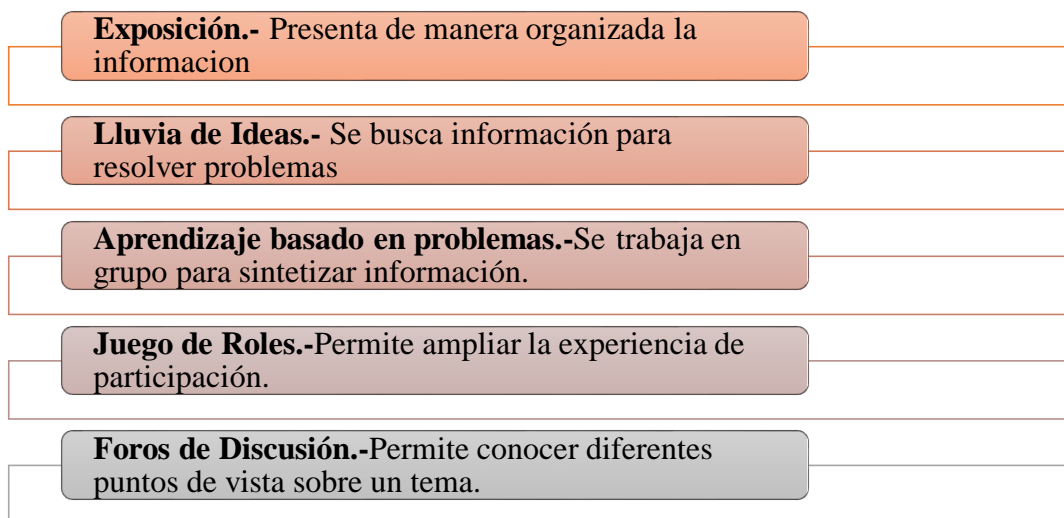 Exposición.- Presenta de manera organizada la
informacion
Lluvia de Ideas.- Se busca información para
resolver problemas
Aprendizaje basado en problemas.-Se trabaja en
grupo para sintetizar información.
Juego de Roles.-Permite ampliar la experiencia de
participación.
Foros de Discusión.-Permite conocer diferentes
puntos de vista sobre un tema.